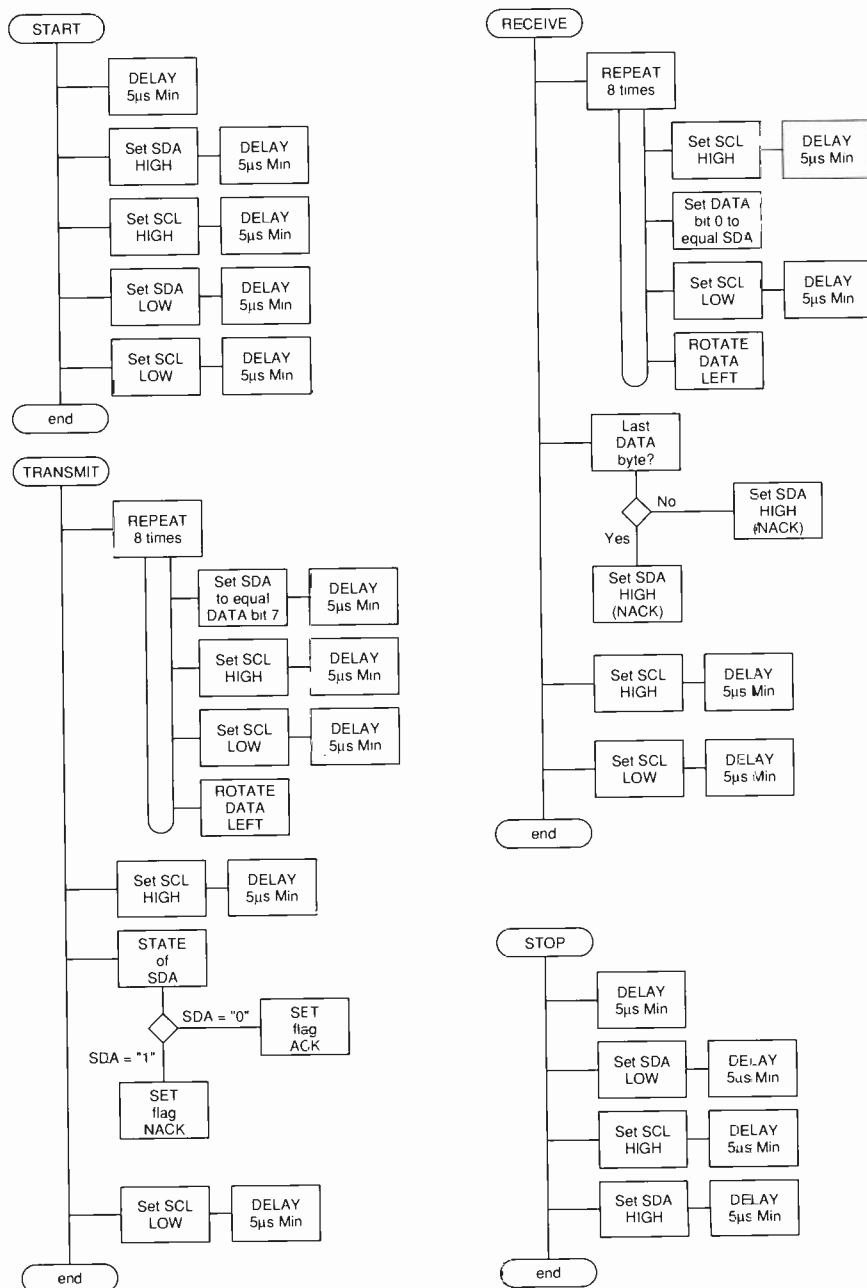 START
DELAY
5µs Min
Set SDA
HIGH
DELAY
5µs Min
Set SCL
HIGH
DELAY
5µs Min
Set SDA
LOW
DELAY
5µs Min
Set SCL
LOW
DELAY
5µs Min
end
TRANSMIT
REPEAT
8 times
Set SDA
to equal
DATA bit 7
DELAY
5µs Min
Set SCL
HIGH
DELAY
5µs Min
Set SCL
LOW
DELAY
5µs Min
ROTATE
DATA
LEFT
Set SCL
HIGH
DELAY
5µs Min
STATE
of
SDA
SDA = "0"
SET
flag
ACK
SDA = "1"
SET
flag
NACK
Set SCL
LOW
DELAY
5µs Min
end
RECEIVE
REPEAT
8 times
Set SCL
HIGH
DELAY
5µs Min
Set DATA
bit 0 to
equal SDA
Set SCL
LOW
DELAY
5µs Min
ROTATE
DATA
LEFT
Last
DATA
byte?
No
Set SDA
HIGH
(NACK)
Yes
Set SDA
HIGH
(NACK)
Set SCL
HIGH
DELAY
5µs Min
Set SCL
LOW
DELAY
5µs Min
end
STOP
DELAY
5µs Min
Set SDA
LOW
DELAY
5µs Min
Set SCL
HIGH
DELAY
5µs Min
Set SDA
HIGH
DELAY
5µs Min
end